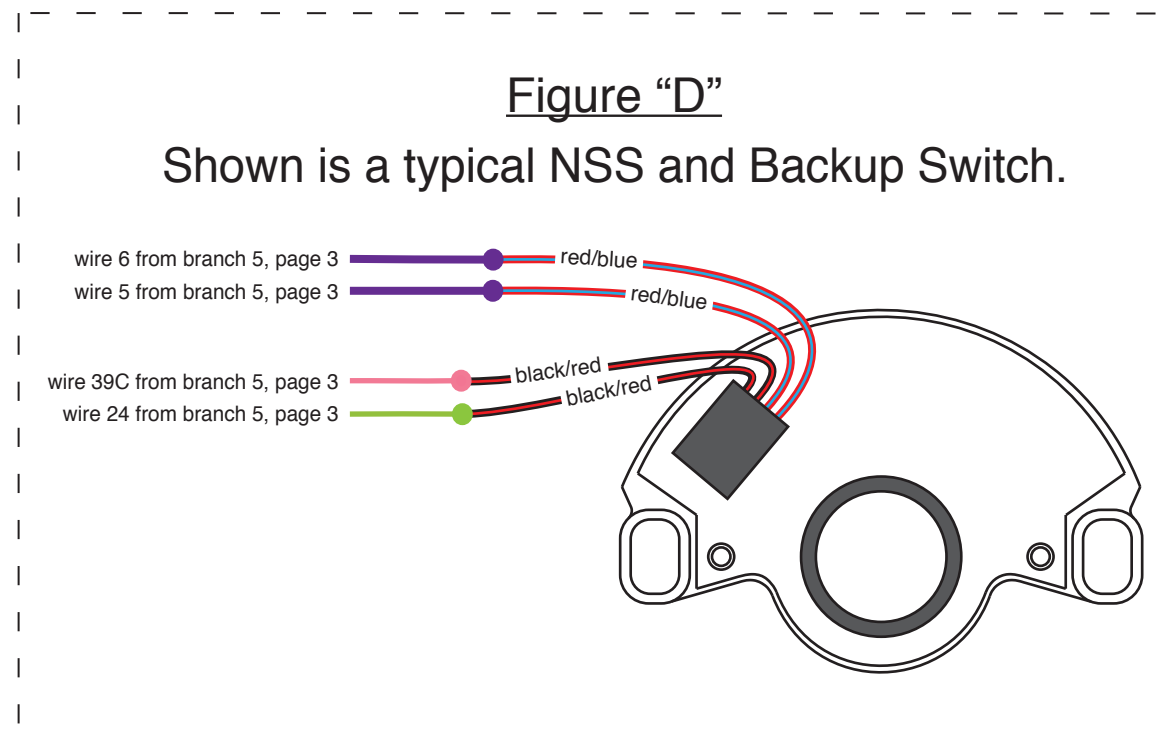 Figure “D”
Shown is a typical NSS and Backup Switch.
wire 6 from branch 5, page 3
red/blue
wire 5 from branch 5, page 3
red/blue
wire 39C from branch 5, page 3
black/red
wire 24 from branch 5, page 3
black/red